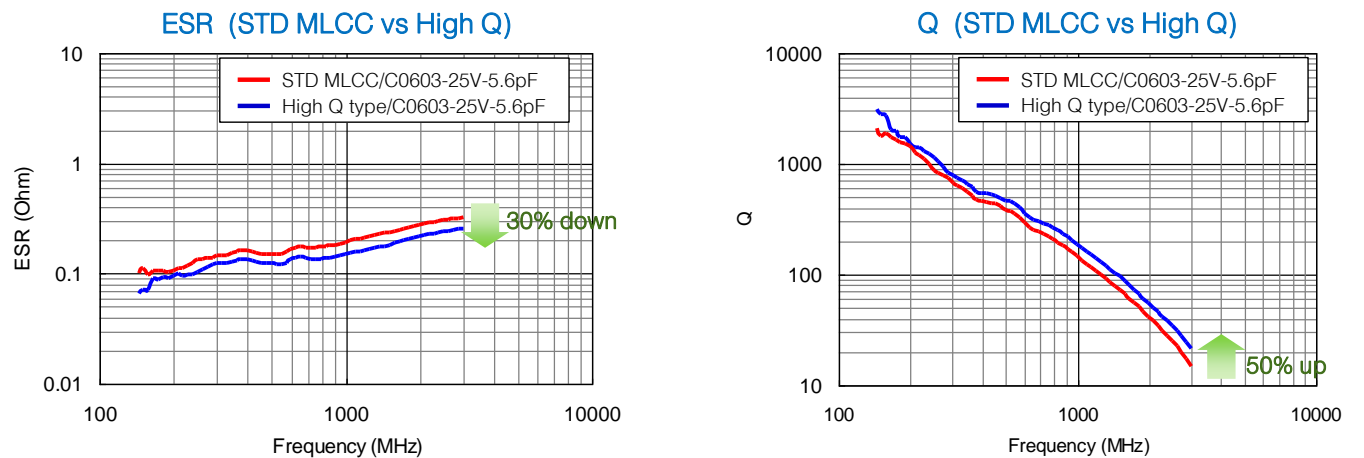 ESR (STD MLCC vs High Q)
10
1
0.1
0.01
ESR (Ohm)
STD MLCC/C0603-25V-5.6pF
High Q type/C0603-25V-5.6pF
30% down
100
1000
10000
Frequency (MHz)
Q (STD MLCC vs High Q)
10000
1000
100
10
Q
STD MLCC/C0603-25V-5.6pF
High Q type/C0603-25V-5.6pF
50% up
100
1000
10000
Frequency (MHz)